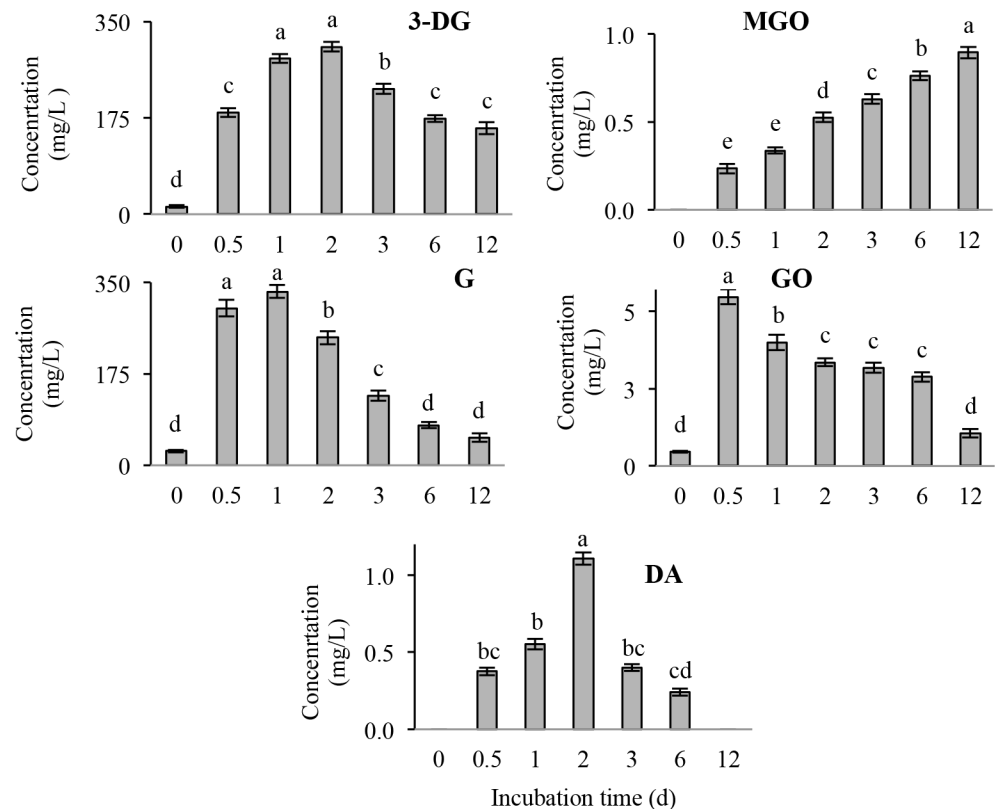 3-DG
Concenrtation
(mg/L )
350
175
0
d
c
a
a
b
c
c
0 0.5 1 2 3 6 12
MGO
Concenrtation
(mg/L)
1.0
0.5
0.0
e
e
d
c
b
a
0 0.5 1 2 3 6 12
G
Concenrtation
(mg/L)
350
175
0
d
a
a
b
c
d
d
0 0.5 1 2 3 6 12
GO
Concenrtation
(mg/L)
5
3
0
d
a
b
c
c
c
d
0 0.5 1 2 3 6 12
DA
Concenrtation
(mg/L)
1.0
0.5
0.0
bc
b
a
bc
cd
0 0.5 1 2 3 6 12
Incubation time (d)